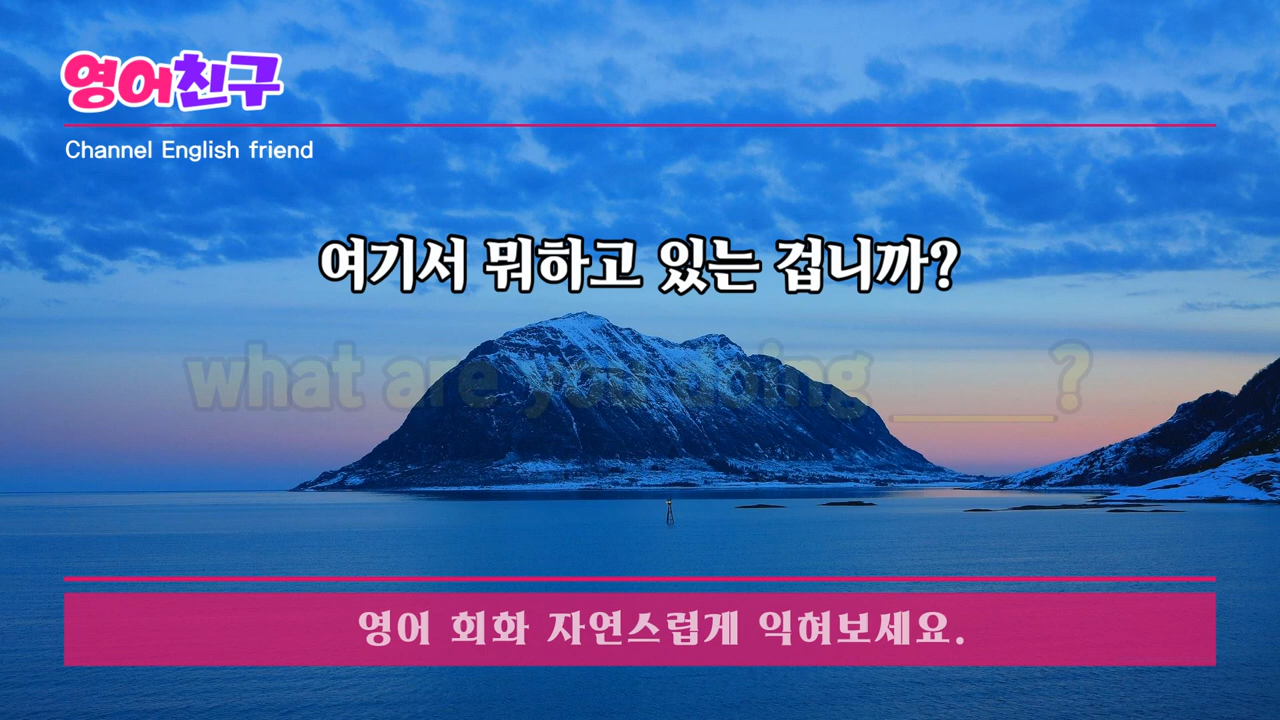 영어친구
Channel English friend
여기서 뭐하고 있는 겁니까?
what are you doing _____?
영어 회화 자연스럽게 익혀보세요.